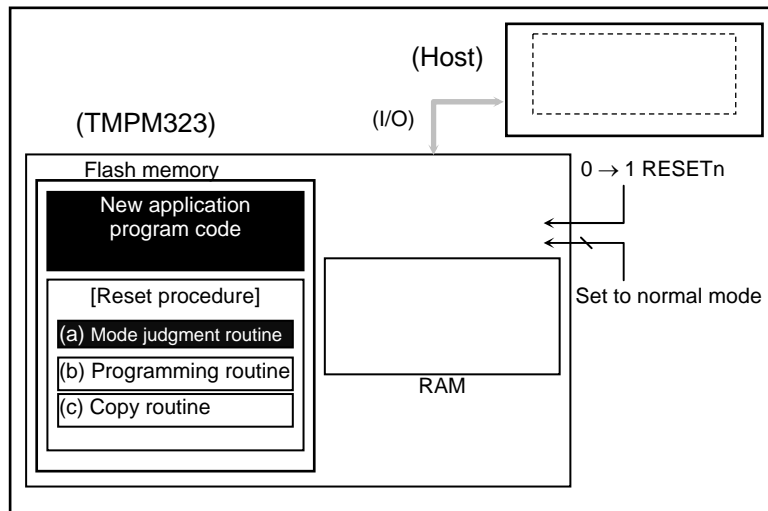 (Host)
(I/O)
(TMPM323)
Flash memory
0 → 1 RESETn
New application
program code
[Reset procedure]
Set to normal mode
(a) Mode judgment routine
(b) Programming routine
RAM
(c) Copy routine